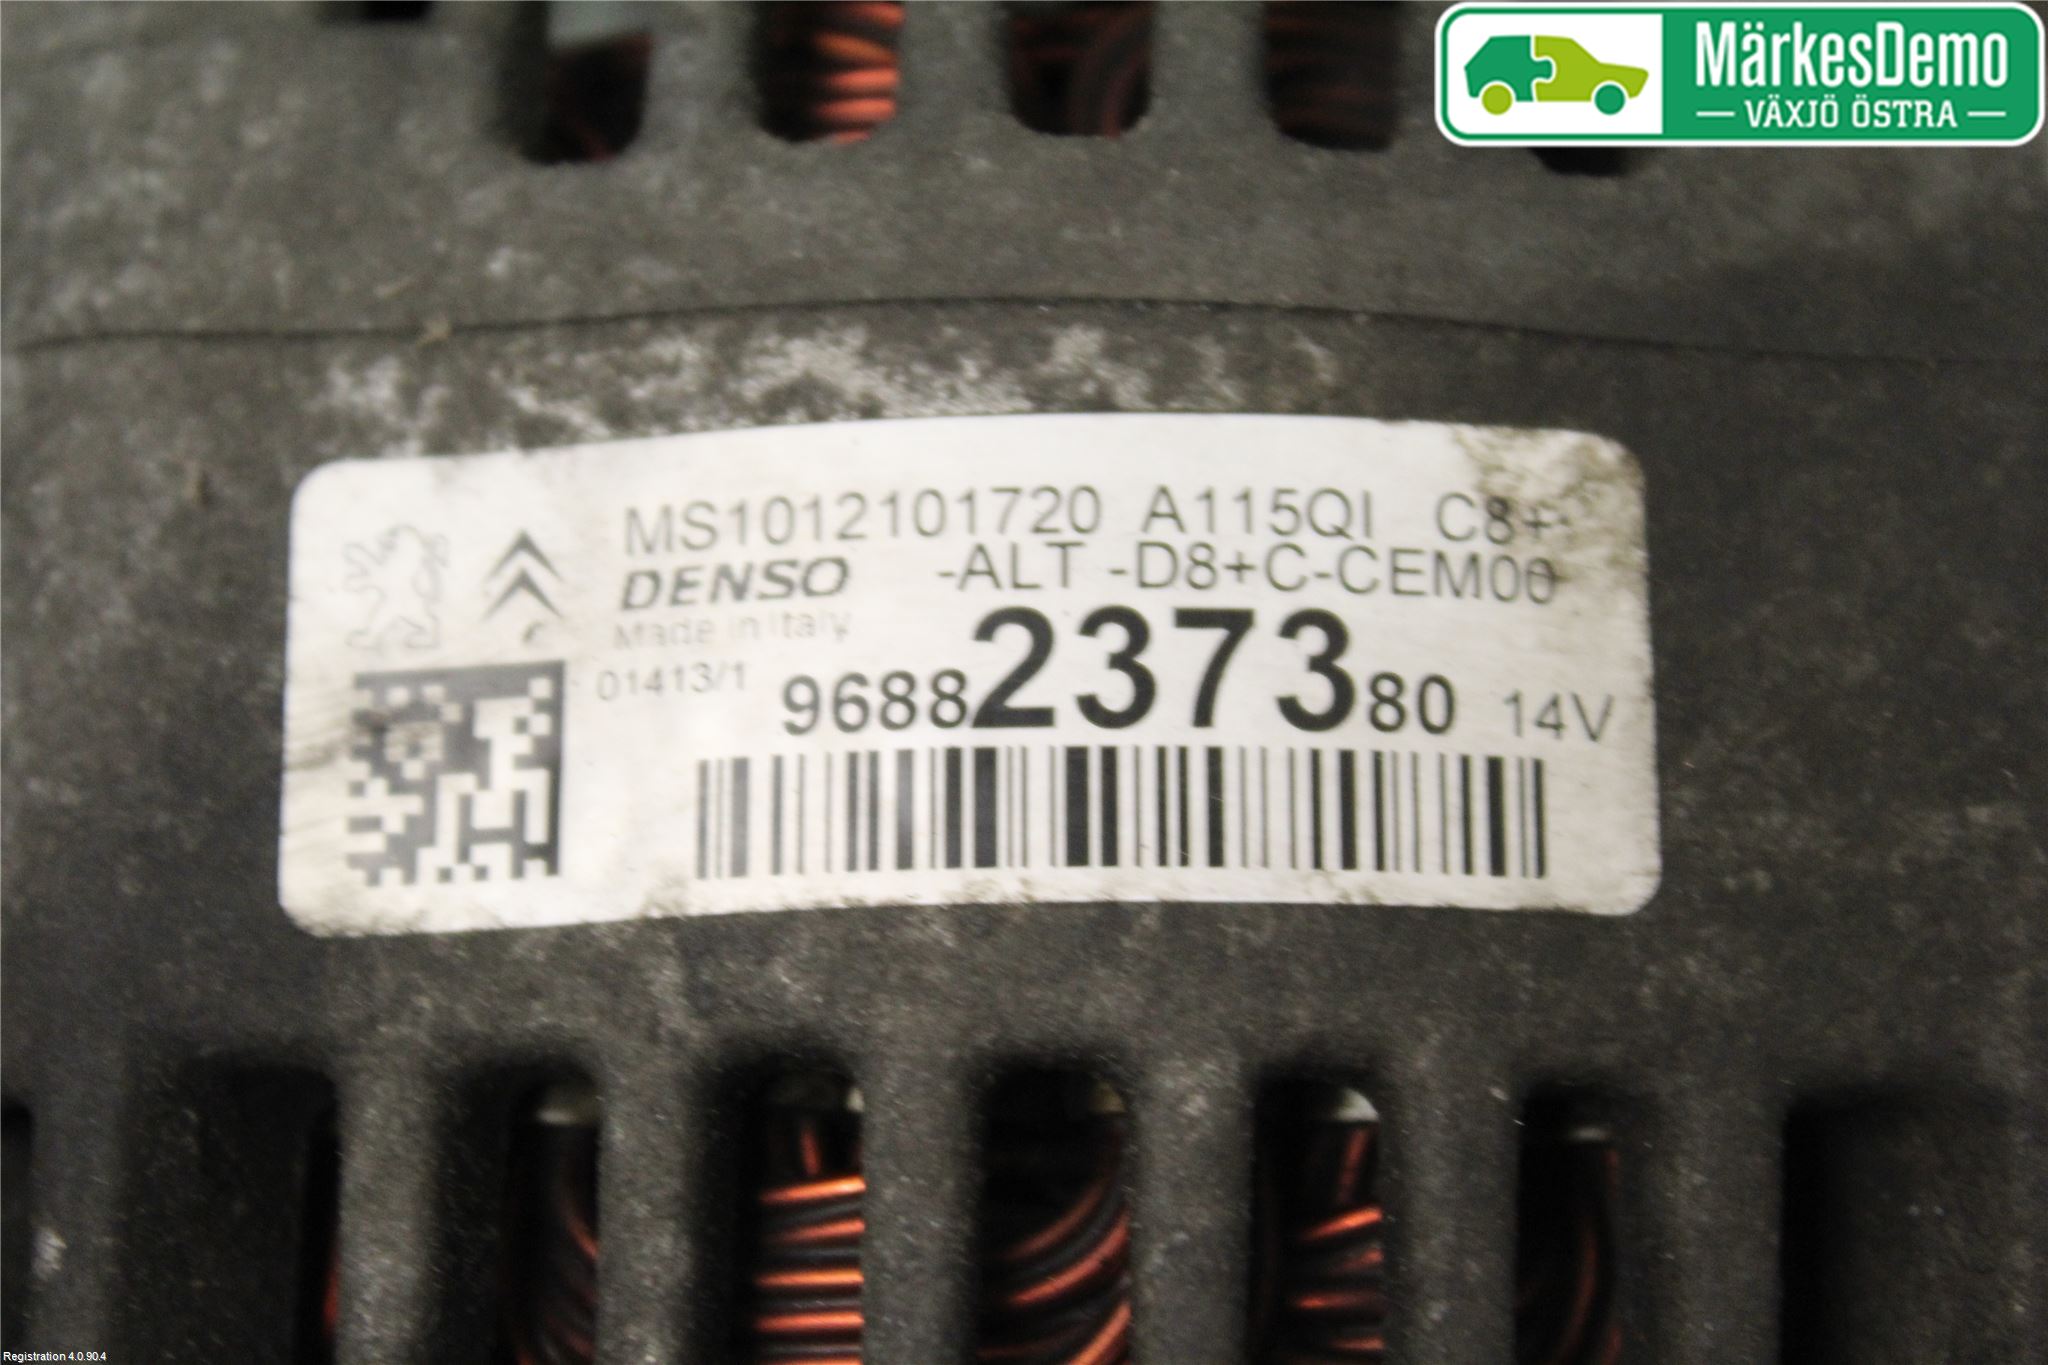 MärkesDemo
— VÄXJÖ ÖSTRA —
MS1012101720 A115QI C8+
DENSO -ALT -D8+C-CEM00
Made in Italy
01413/1 9688237380 14V
Registration 4.0.90.4